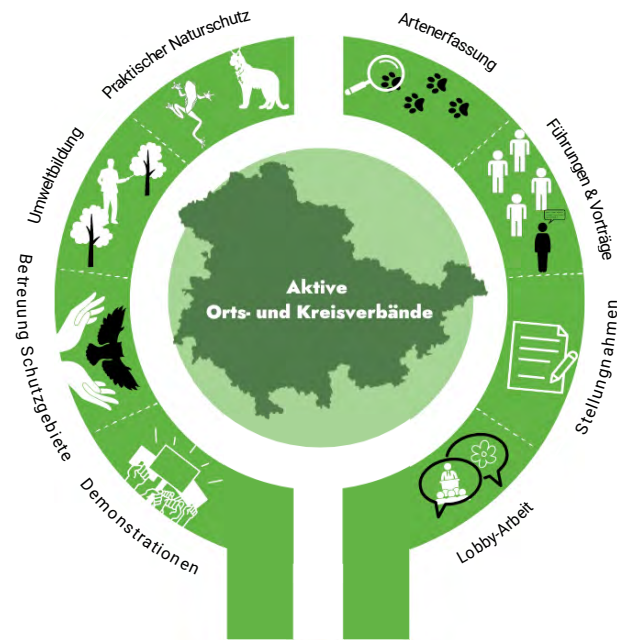 Praktischer Naturschutz
Artenerfassung
Umweltbildung
Führungen & Vorträge
Aktive
Orts- und Kreisverbände
Betreuung Schutzgebiete
Stellungnahmen
Demonstrationen
Lobby-Arbeit